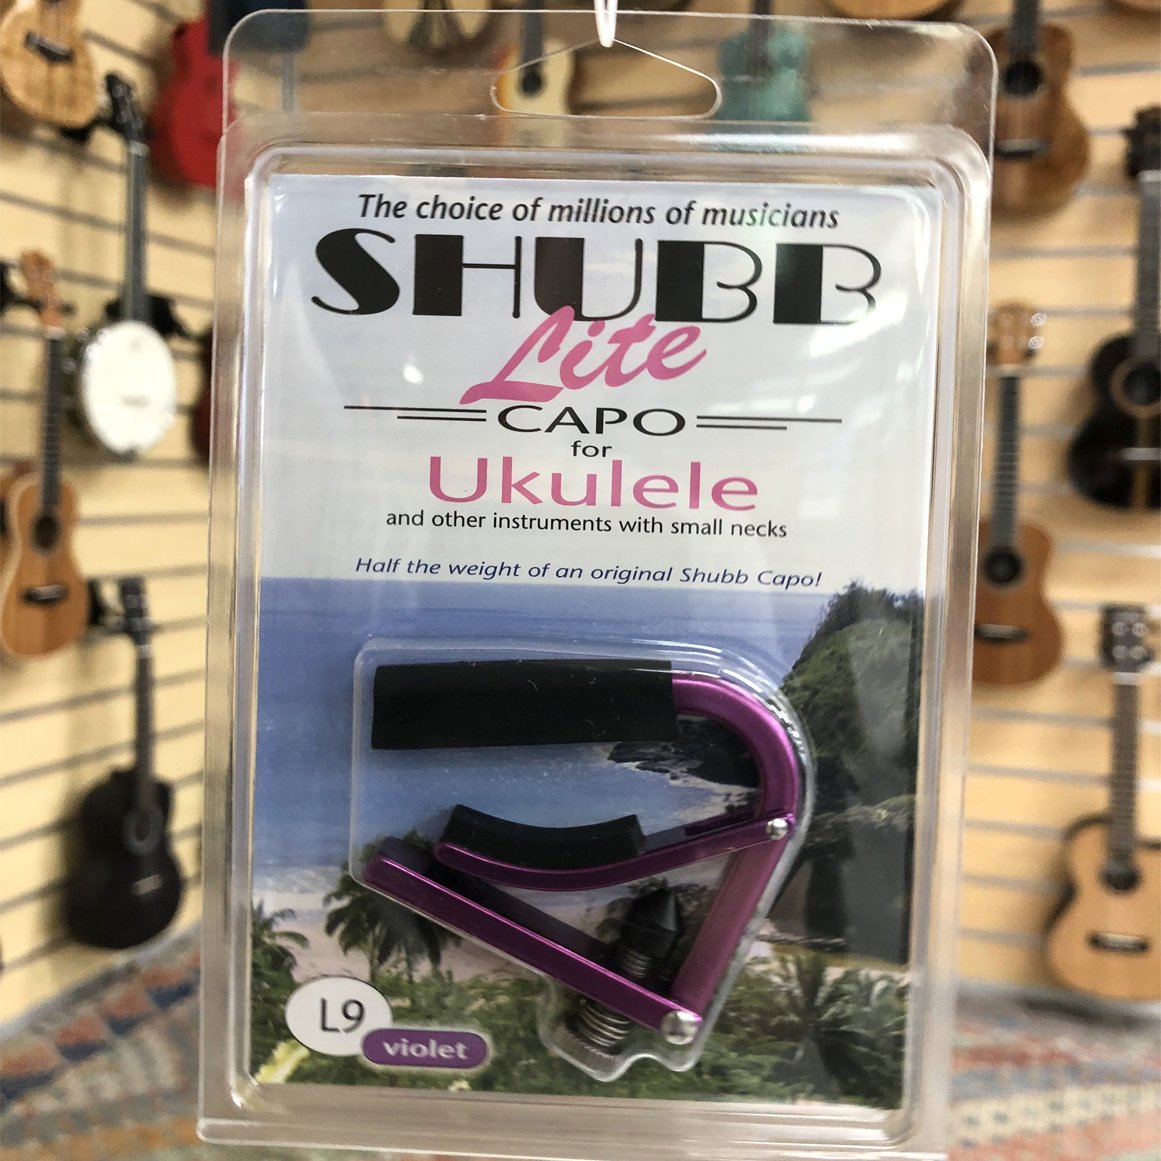 The choice of millions of musicians
SHUBB
Lite
CAPO
for
Ukulele
and other instruments with small necks
Half the weight of an original Shubb Capo!
L9
violet